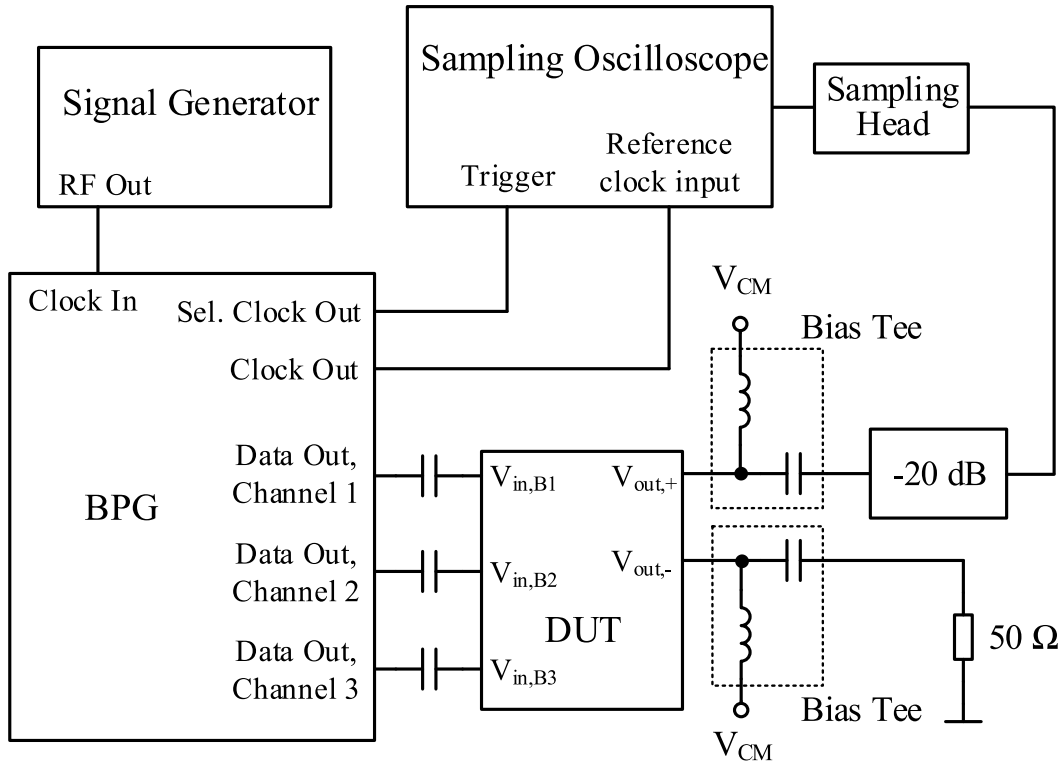 Signal Generator
RF Out
Sampling Oscilloscope
Trigger
Reference
clock input
Sampling
Head
Clock In
Sel. Clock Out
Clock Out
Data Out,
Channel 1
BPG
Data Out,
Channel 2
Data Out,
Channel 3
V_in,B1
V_out,+
V_in,B2
V_out,-
DUT
V_in,B3
V_CM
Bias Tee
-20 dB
50 Ω
Bias Tee
V_CM